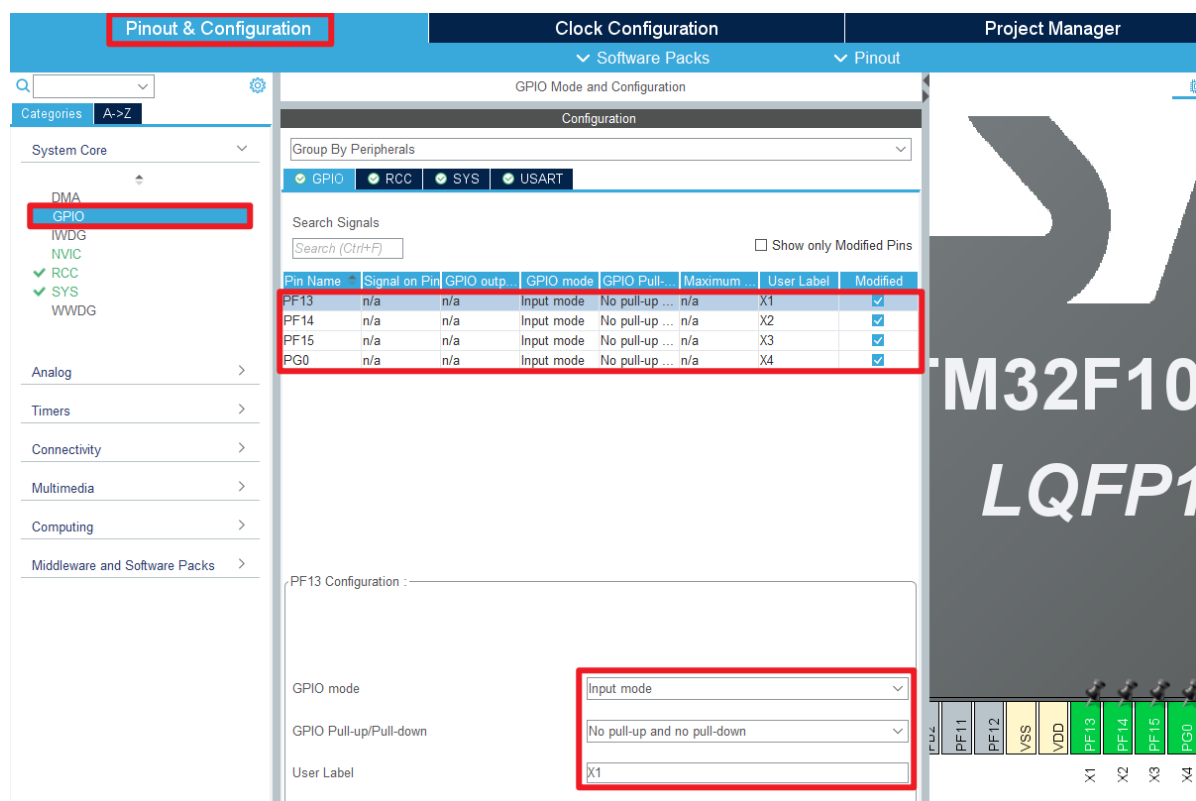 Pinout & Configuration
Clock Configuration
Project Manager
Software Packs
Pinout
GPIO Mode and Configuration
Categories
A->Z
Configuration
System Core
Group By Peripherals
GPIO
RCC
SYS
USART
DMA
GPIO
IWDG
NVIC
RCC
SYS
WWDG
Search Signals
Search (Ctrl+F)
Show only Modified Pins
Pin Name Signal on Pin GPIO outp... GPIO mode GPIO Pull-... Maximum ... User Label Modified
PF13 n/a n/a Input mode No pull-up ... n/a X1
PF14 n/a n/a Input mode No pull-up ... n/a X2
PF15 n/a n/a Input mode No pull-up ... n/a X3
PG0 n/a n/a Input mode No pull-up ... n/a X4
Analog
Timers
Connectivity
Multimedia
Computing
Middleware and Software Packs
PF13 Configuration :
GPIO mode
Input mode
GPIO Pull-up/Pull-down
No pull-up and no pull-down
User Label
X1
TM32F10
LQFP1
PF11
PF12
VSS
VDD
PF13
PF14
PF15
PG0
X1
X2
X3
X4